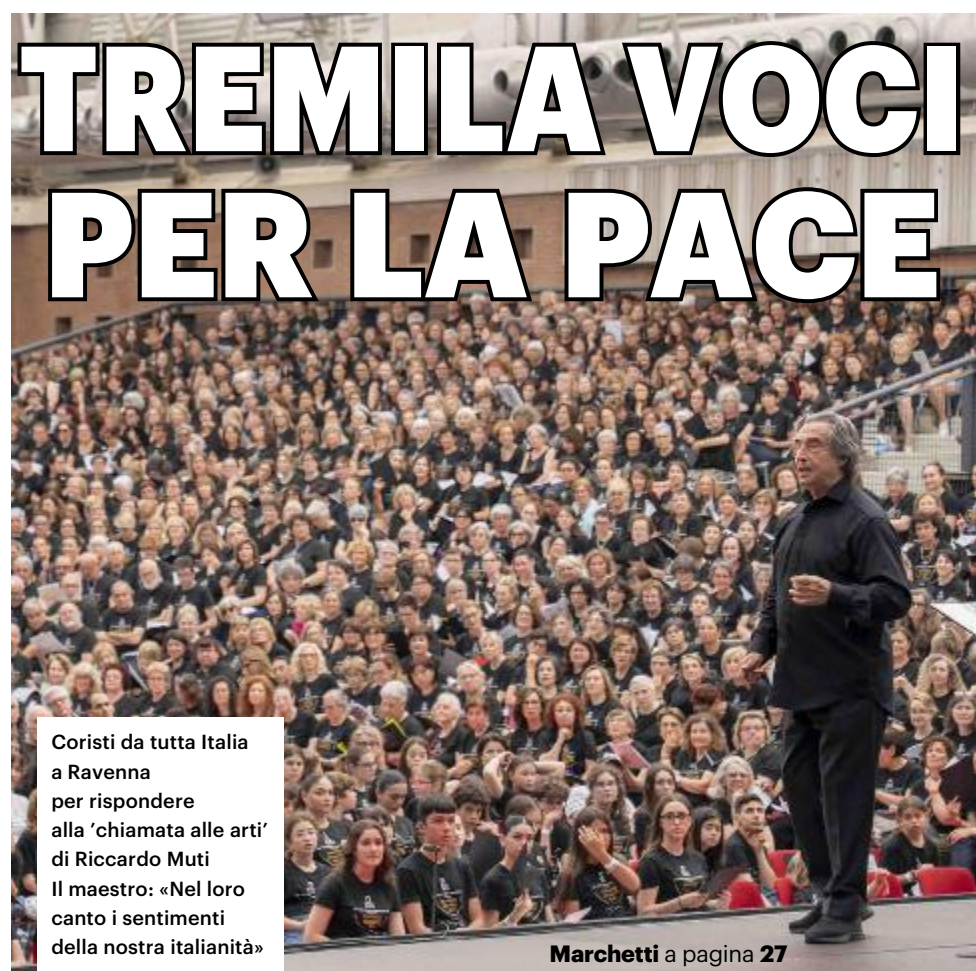 TREMILA VOCI
PER LA PACE
Coristi da tutta Italia
a Ravenna
per rispondere
alla ’chiamata alle arti’
di Riccardo Muti
Il maestro: «Nel loro
canto i sentimenti
della nostra italianità»
Marchetti a pagina 27